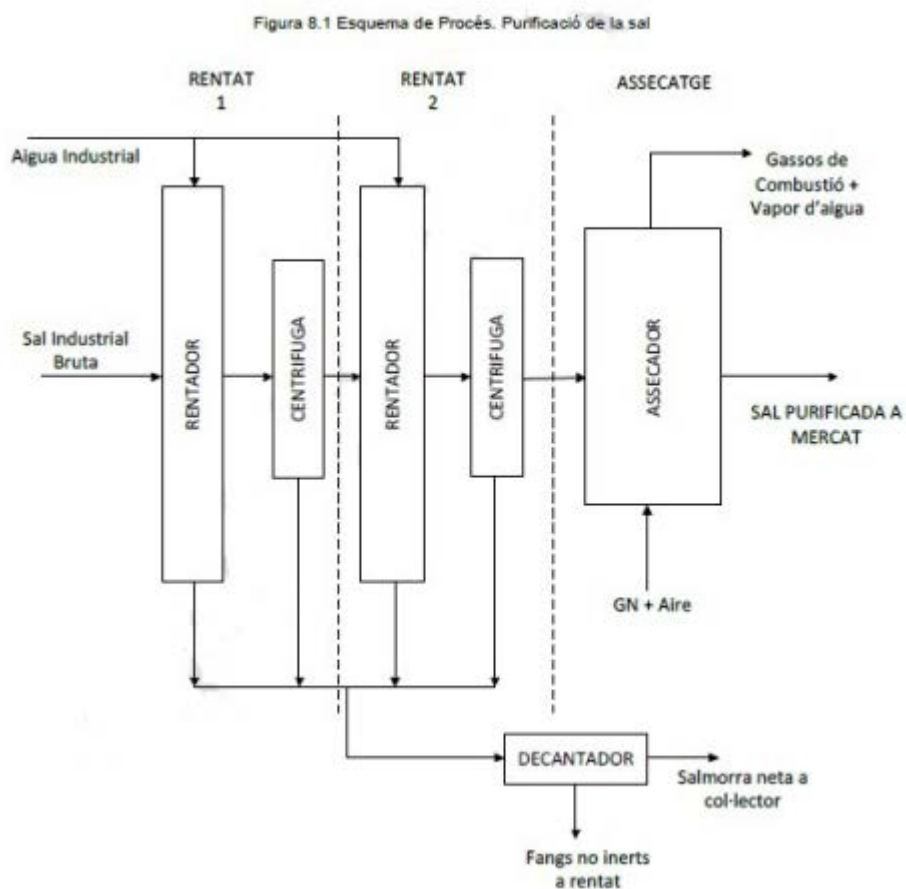 Figura 8.1 Esquema de Procés. Purificació de la sal
RENTAT
1
RENTAT
2
ASSECATGE
Aigua Industrial
Gassos de
Combustió +
Vapor d'aigua
Sal Industrial
Bruta
RENTADOR
CENTRIFUGA
RENTADOR
CENTRIFUGA
ASSECADOR
SAL PURIFICADA A
MERCAT
GN + Aire
DECANTADOR
Salmorra neta a
col·lector
Fangs no inerts
a rentat